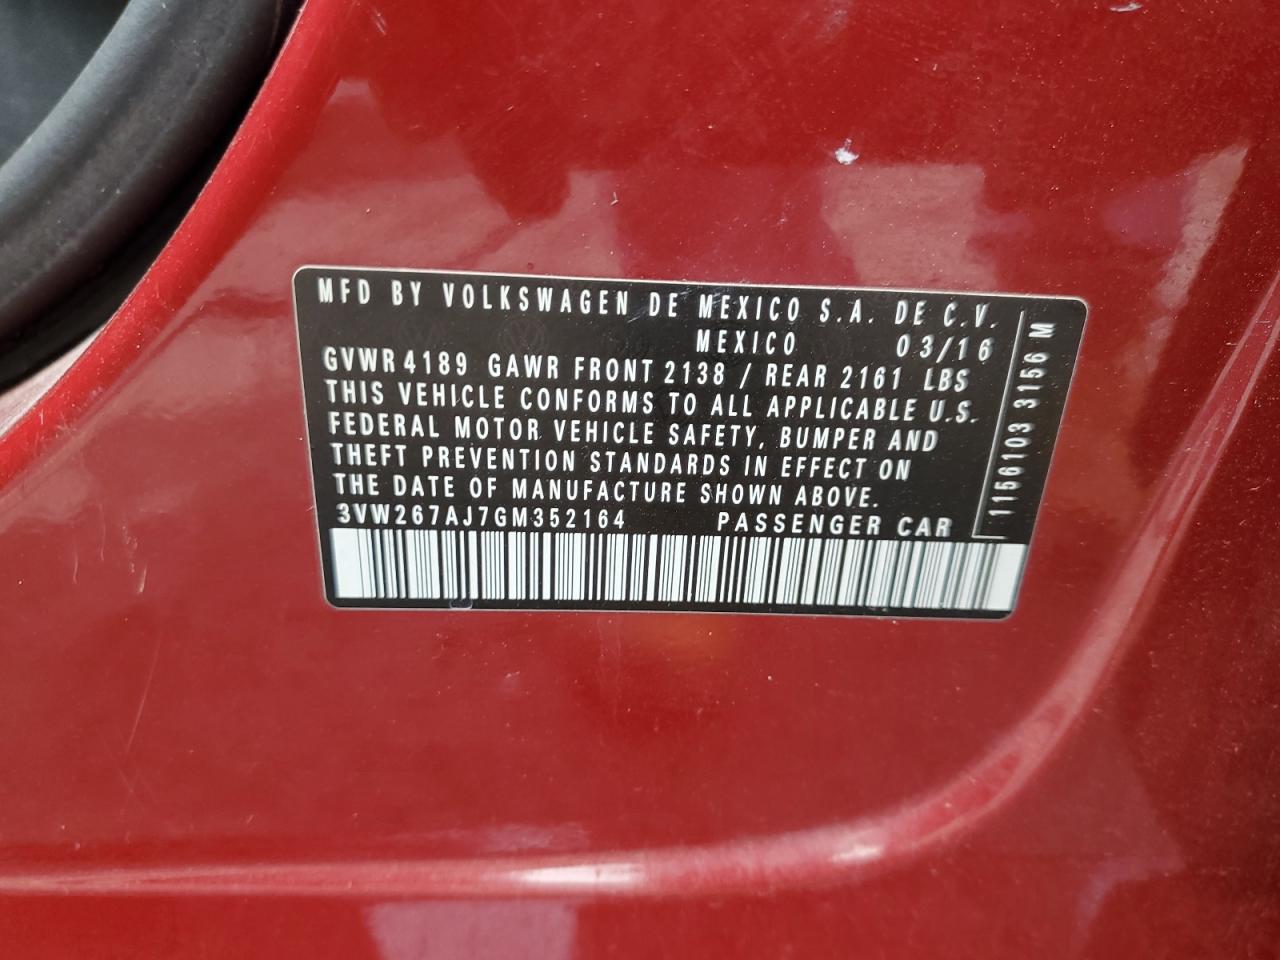 MFD BY VOLKSWAGEN DE MEXICO S.A. DE C.V.
MEXICO 03/16
GVWR 4189 GAWR FRONT 2138 / REAR 2161 LBS
THIS VEHICLE CONFORMS TO ALL APPLICABLE U.S.
FEDERAL MOTOR VEHICLE SAFETY, BUMPER AND
THEFT PREVENTION STANDARDS IN EFFECT ON
THE DATE OF MANUFACTURE SHOWN ABOVE.
3VW267AJ7GM352164 PASSENGER CAR
1156103 3156 M